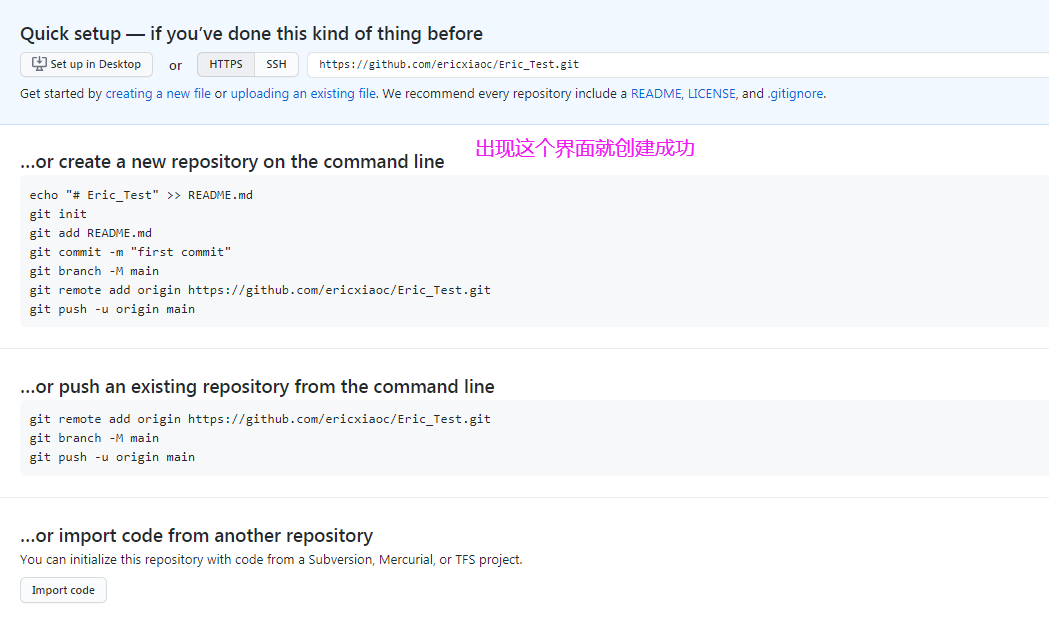 Quick setup — if you’ve done this kind of thing before
Set up in Desktop or HTTPS SSH https://github.com/ericxiaoc/Eric_Test.git
Get started by creating a new file or uploading an existing file. We recommend every repository include a README, LICENSE, and .gitignore.
出现这个界面就创建成功
…or create a new repository on the command line
echo "# Eric_Test" >> README.md
git init
git add README.md
git commit -m "first commit"
git branch -M main
git remote add origin https://github.com/ericxiaoc/Eric_Test.git
git push -u origin main
…or push an existing repository from the command line
git remote add origin https://github.com/ericxiaoc/Eric_Test.git
git branch -M main
git push -u origin main
…or import code from another repository
You can initialize this repository with code from a Subversion, Mercurial, or TFS project.
Import code